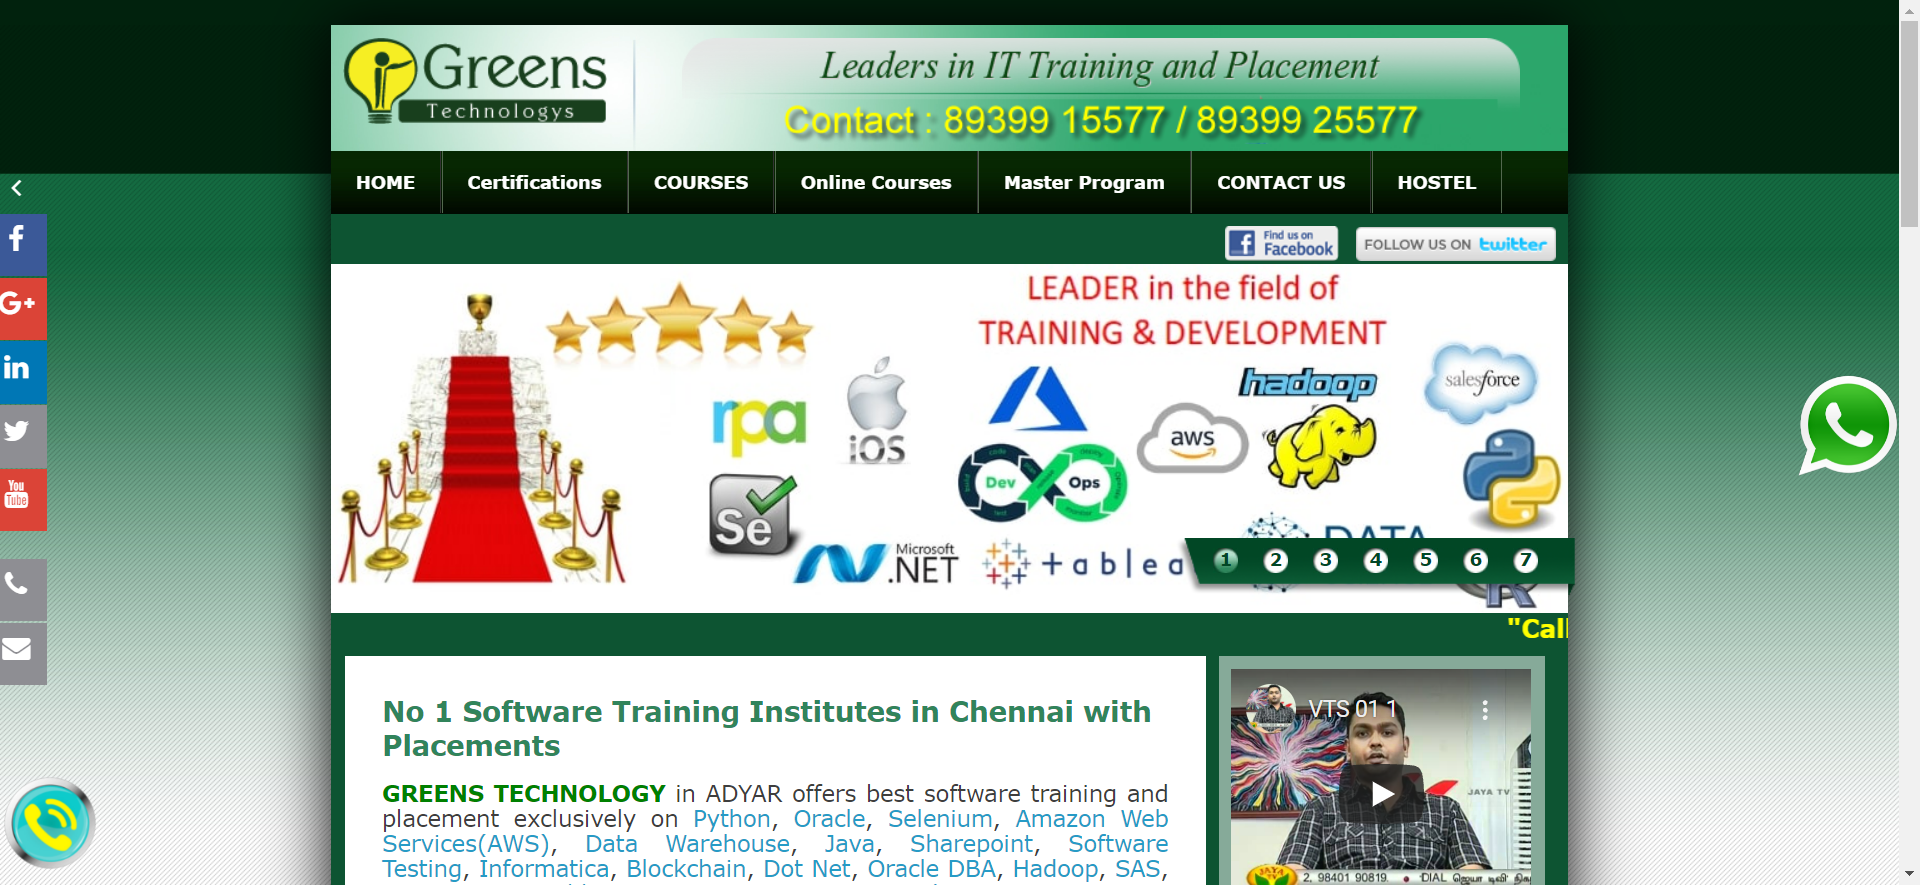 Greens
Technologys
Leaders in IT Training and Placement
Contact : 89399 15577 / 89399 25577
HOME
Certifications
COURSES
Online Courses
Master Program
CONTACT US
HOSTEL
Find us on
Facebook
FOLLOW US ON twitter
G+
in
You
Tube
LEADER in the field of
TRAINING & DEVELOPMENT
rpa
iOS
hadoop
salesforce
aws
Dev Ops
Se
Microsoft
.NET
+ a b l e a
DATA
R
1 2 3 4 5 6 7
"Call
No 1 Software Training Institutes in Chennai with
Placements
VTS 01 1
GREENS TECHNOLOGY in ADYAR offers best software training and
placement exclusively on Python, Oracle, Selenium, Amazon Web
Services(AWS), Data Warehouse, Java, Sharepoint, Software
Testing, Informatica, Blockchain, Dot Net, Oracle DBA, Hadoop, SAS,
JAYA TV
JAYA TV
2, 98401 90819. • 'DIAL ஜெயா டிவி'